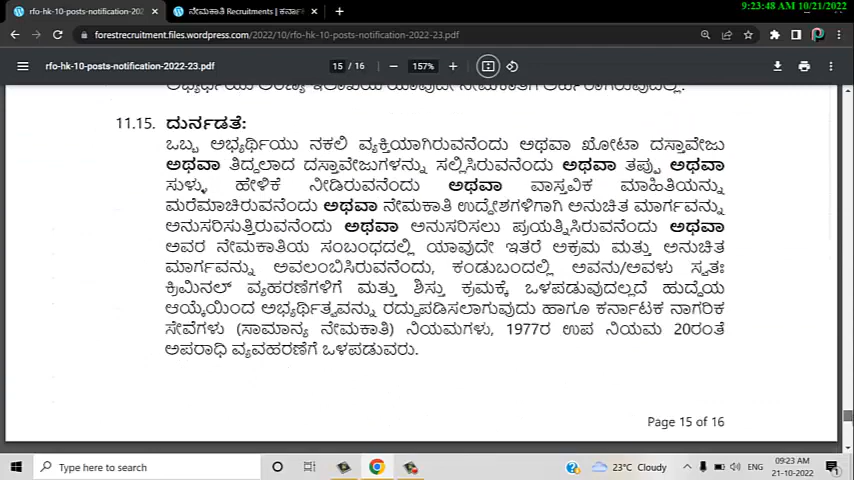 rfo-hk-10-posts-notification-2022
ನೇಮಕಾತಿ Recruitments | ಕರ್ನಾ
9:23:48 AM 10/21/2022
forestrecruitment.files.wordpress.com/2022/10/rfo-hk-10-posts-notification-2022-23.pdf
rfo-hk-10-posts-notification-2022-23.pdf
15 / 16
157%
11.15. ದುರ್ನಡತೆ:
ಒಬ್ಬ ಅಭ್ಯರ್ಥಿಯು ನಕಲಿ ವ್ಯಕ್ತಿಯಾಗಿರುವನೆಂದು ಅಥವಾ ಖೋಟಾ ದಸ್ತಾವೇಜು
ಅಥವಾ ತಿದ್ದಲಾದ ದಸ್ತಾವೇಜುಗಳನ್ನು ಸಲ್ಲಿಸಿರುವನೆಂದು ಅಥವಾ ತಪ್ಪು ಅಥವಾ
ಸುಳ್ಳು ಹೇಳಿಕೆ ನೀಡಿರುವನೆಂದು ಅಥವಾ ವಾಸ್ತವಿಕ ಮಾಹಿತಿಯನ್ನು
ಮರೆಮಾಚಿರುವನೆಂದು ಅಥವಾ ನೇಮಕಾತಿ ಉದ್ದೇಶಗಳಿಗಾಗಿ ಅನುಚಿತ ಮಾರ್ಗವನ್ನು
ಅನುಸರಿಸುತ್ತಿರುವನೆಂದು ಅಥವಾ ಅನುಸರಿಸಲು ಪ್ರಯತ್ನಿಸಿರುವನೆಂದು ಅಥವಾ
ಅವರ ನೇಮಕಾತಿಯ ಸಂಬಂಧದಲ್ಲಿ ಯಾವುದೇ ಇತರೆ ಅಕ್ರಮ ಮತ್ತು ಅನುಚಿತ
ಮಾರ್ಗವನ್ನು ಅವಲಂಬಿಸಿರುವನೆಂದು, ಕಂಡುಬಂದಲ್ಲಿ ಅವನು/ಅವಳು ಸ್ವತಃ
ಕ್ರಿಮಿನಲ್ ವ್ಯವಹರಣೆಗಳಿಗೆ ಮತ್ತು ಶಿಸ್ತು ಕ್ರಮಕ್ಕೆ ಒಳಪಡುವುದಲ್ಲದೆ ಹುದ್ದೆಯ
ಆಯ್ಕೆಯಿಂದ ಅಭ್ಯರ್ಥಿತ್ವವನ್ನು ರದ್ದುಪಡಿಸಲಾಗುವುದು ಹಾಗೂ ಕರ್ನಾಟಕ ನಾಗರಿಕ
ಸೇವೆಗಳು (ಸಾಮಾನ್ಯ ನೇಮಕಾತಿ) ನಿಯಮಗಳು, 1977ರ ಉಪ ನಿಯಮ 20ರಂತೆ
ಅಪರಾಧಿ ವ್ಯವಹರಣೆಗೆ ಒಳಪಡುವರು.
Page 15 of 16
Type here to search
23°C Cloudy
ENG
09:23 AM
21-10-2022